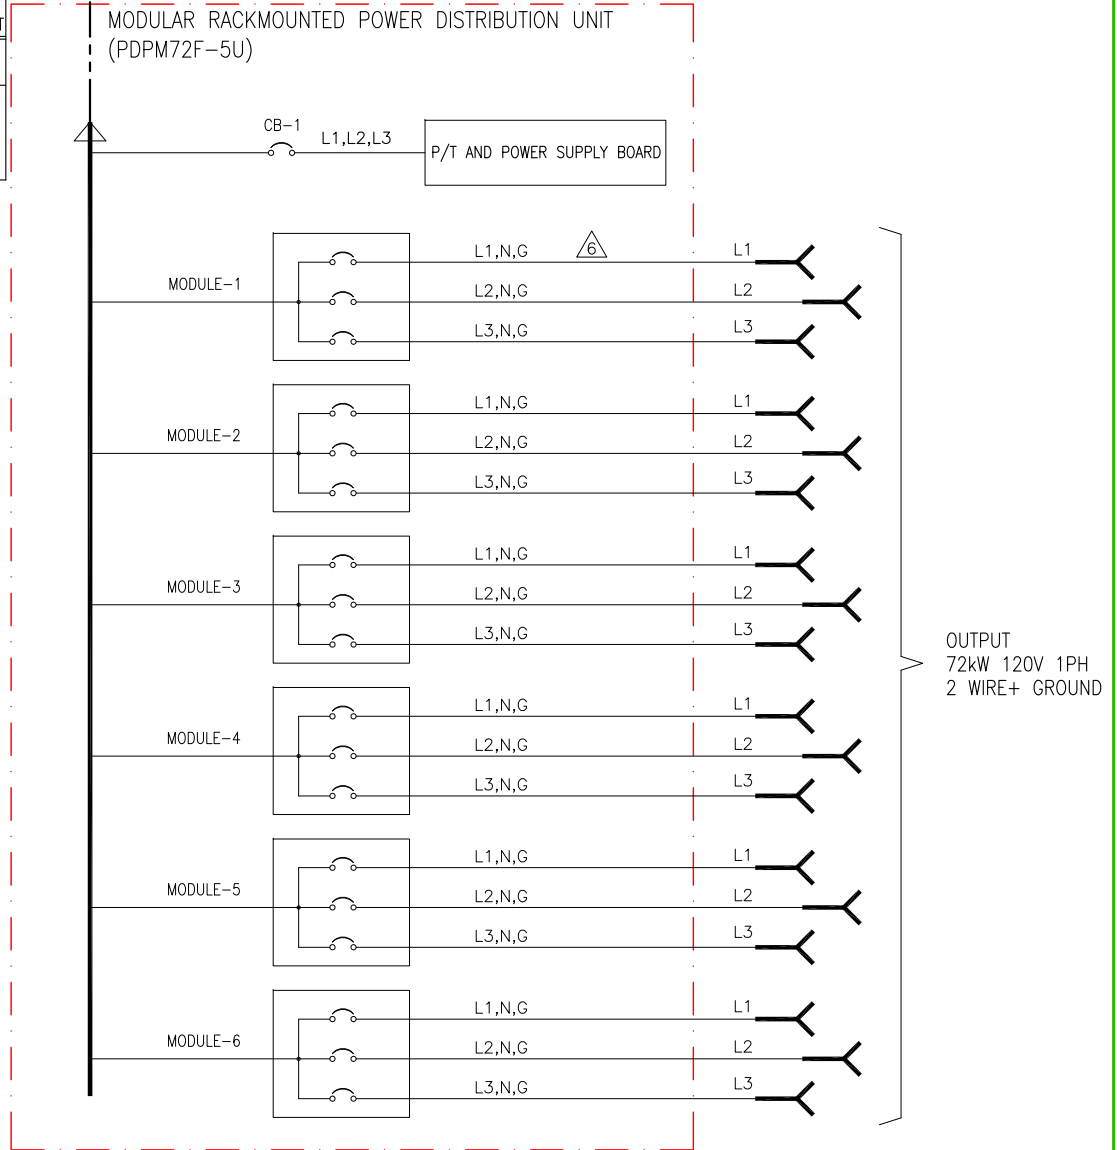 T
MODULAR RACKMOUNTED POWER DISTRIBUTION UNIT
(PDPM72F-5U)
CB-1
L1,L2,L3
P/T AND POWER SUPPLY BOARD
MODULE-1
L1,N,G
6
L1
L2,N,G
L2
L3,N,G
L3
MODULE-2
L1,N,G
L1
L2,N,G
L2
L3,N,G
L3
MODULE-3
L1,N,G
L1
L2,N,G
L2
L3,N,G
L3
OUTPUT
72kW 120V 1PH
2 WIRE+ GROUND
MODULE-4
L1,N,G
L1
L2,N,G
L2
L3,N,G
L3
MODULE-5
L1,N,G
L1
L2,N,G
L2
L3,N,G
L3
MODULE-6
L1,N,G
L1
L2,N,G
L2
L3,N,G
L3